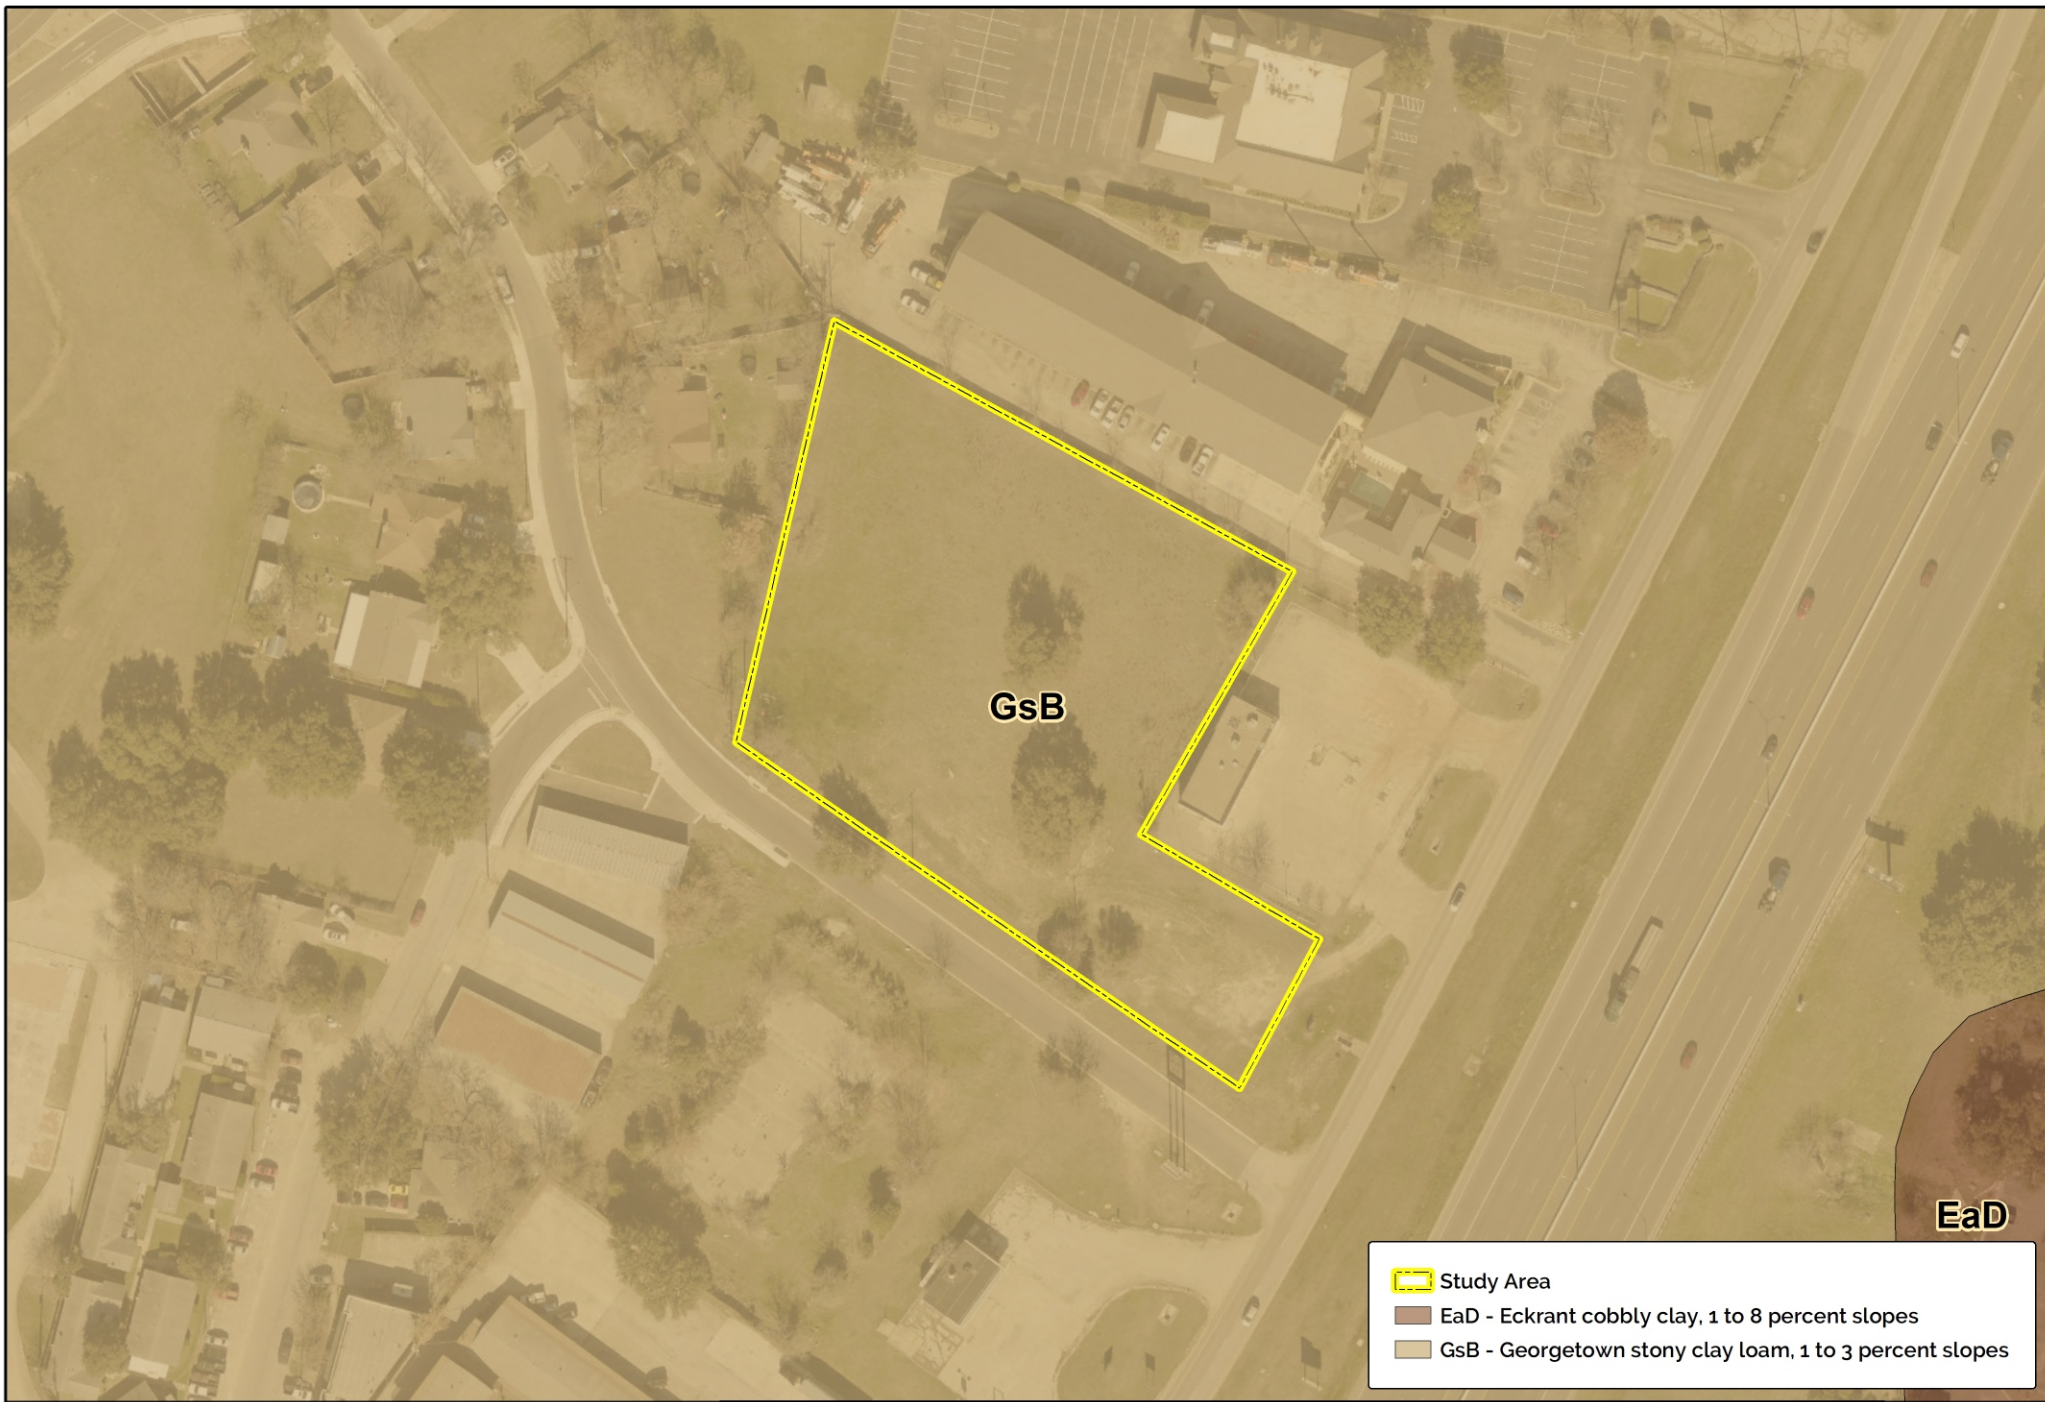 GsB
EaD
Study Area
EaD - Eckrant cobbly clay, 1 to 8 percent slopes
GsB - Georgetown stony clay loam, 1 to 3 percent slopes